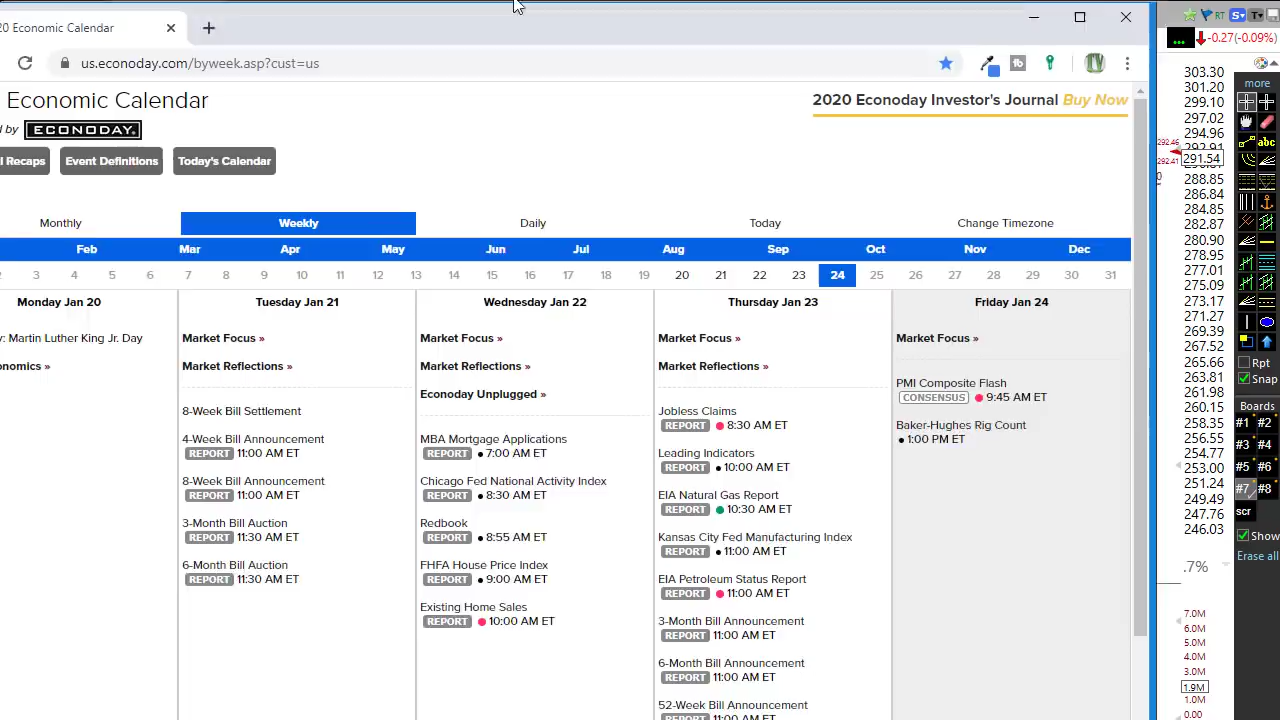 20 Economic Calendar
us.econoday.com/byweek.asp?cust=us
Economic Calendar
2020 Econoday Investor's Journal Buy Now
by ECONODAY
l Recaps
Event Definitions
Today's Calendar
Monthly
Weekly
Daily
Today
Change Timezone
Feb Mar Apr May Jun Jul Aug Sep Oct Nov Dec
2 3 4 5 6 7 8 9 10 11 12 13 14 15 16 17 18 19 20 21 22 23 24 25 26 27 28 29 30 31
Monday Jan 20
y: Martin Luther King Jr. Day
onomics »
Tuesday Jan 21
Market Focus »
Market Reflections »
8-Week Bill Settlement
4-Week Bill Announcement
REPORT 11:00 AM ET
8-Week Bill Announcement
REPORT 11:00 AM ET
3-Month Bill Auction
REPORT 11:30 AM ET
6-Month Bill Auction
REPORT 11:30 AM ET
Wednesday Jan 22
Market Focus »
Market Reflections »
Econoday Unplugged »
MBA Mortgage Applications
REPORT • 7:00 AM ET
Chicago Fed National Activity Index
REPORT • 8:30 AM ET
Redbook
REPORT • 8:55 AM ET
FHFA House Price Index
REPORT • 9:00 AM ET
Existing Home Sales
REPORT • 10:00 AM ET
Thursday Jan 23
Market Focus »
Market Reflections »
Jobless Claims
REPORT • 8:30 AM ET
Leading Indicators
REPORT • 10:00 AM ET
EIA Natural Gas Report
REPORT • 10:30 AM ET
Kansas City Fed Manufacturing Index
REPORT • 11:00 AM ET
EIA Petroleum Status Report
REPORT • 11:00 AM ET
3-Month Bill Announcement
REPORT 11:00 AM ET
6-Month Bill Announcement
REPORT 11:00 AM ET
52-Week Bill Announcement
REPORT 11:00 AM ET
Friday Jan 24
Market Focus »
PMI Composite Flash
CONSENSUS • 9:45 AM ET
Baker-Hughes Rig Count
• 1:00 PM ET
RT S T
... -0.27(-0.09%)
303.30
301.20
299.10
297.02
294.96
292.91
292.46
291.54
292.41
288.85
286.84
284.85
282.87
280.90
278.95
277.01
275.09
273.17
271.27
269.39
267.52
265.66
263.81
261.98
260.15
258.35
256.55
254.77
253.00
251.24
249.49
247.76
246.03
.7%
7.0M
6.0M
5.0M
4.0M
3.0M
1.9M
1.0M
0.00
more
abc
Rpt
Snap
Boards
#1 #2
#3 #4
#5 #6
#7 #8
scr
Show
Erase all